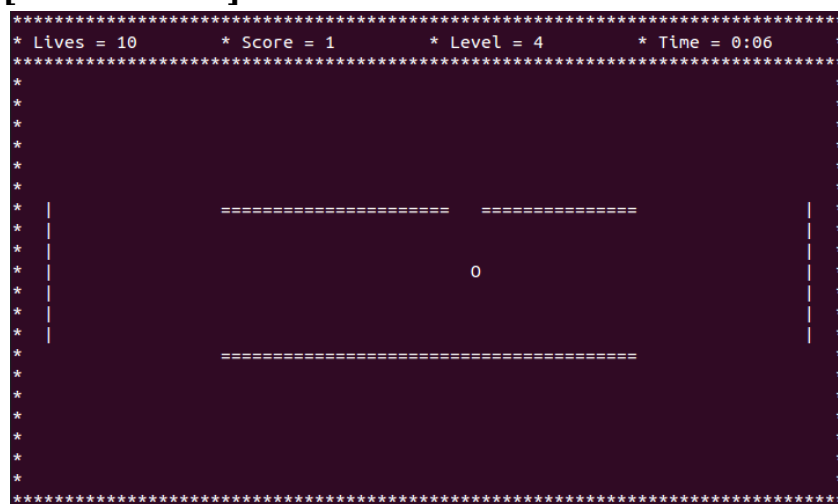 ********************************************************************************
* Lives = 10        * Score = 1         * Level = 4         * Time = 0:06      *
********************************************************************************
*                                                                              *
*                                                                              *
*                                                                              *
*                                                                              *
*                                                                              *
*                                                                              *
*  |                ======================   ===============                |  *
*  |                                                                        |  *
*  |                                                                        |  *
*  |                                        O                               |  *
*  |                                                                        |  *
*  |                                                                        |  *
*  |                                                                        |  *
*                   ========================================                   *
*                                                                              *
*                                                                              *
*                                                                              *
*                                                                              *
*                                                                              *
*                                                                              *
********************************************************************************